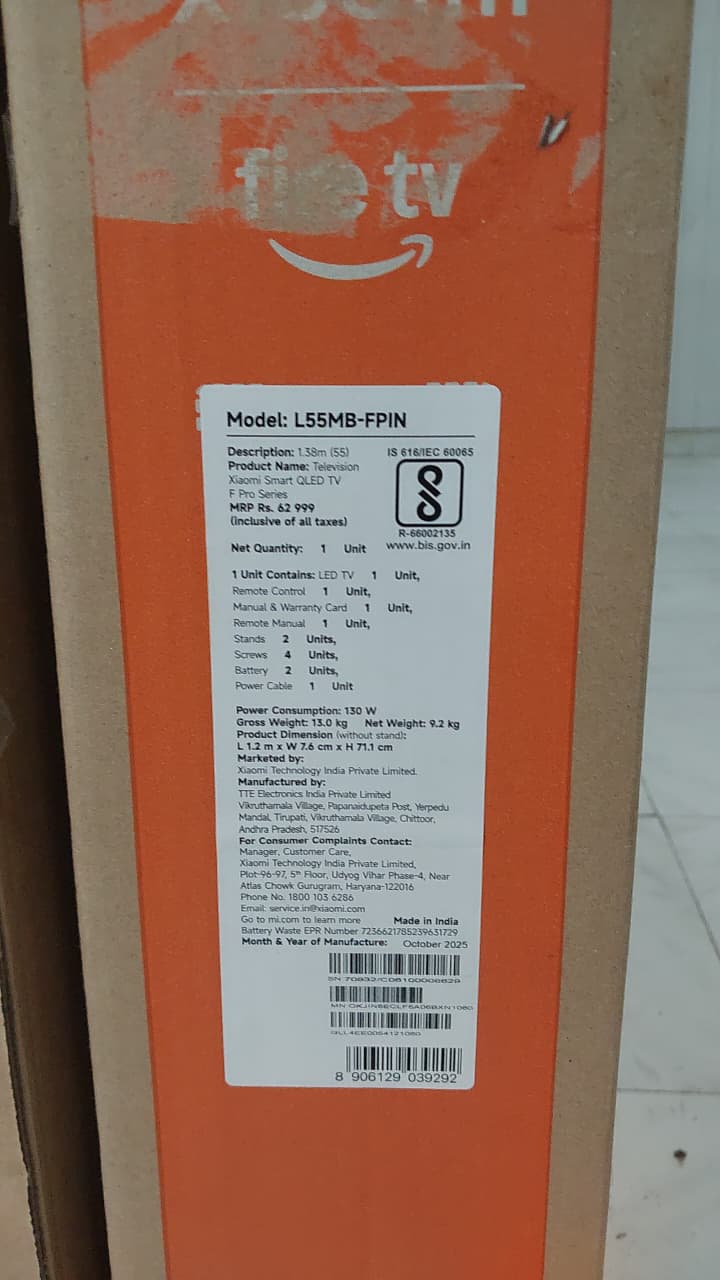 fire tv
Model: L55MB-FPIN
Description: 1.38m (55)
IS 616/IEC 60065
Product Name: Television
Xiaomi Smart QLED TV
F Pro Series
MRP Rs. 62 999
(inclusive of all taxes)
R-66002135
www.bis.gov.in
Net Quantity: 1 Unit
1 Unit Contains: LED TV 1 Unit,
Remote Control 1 Unit,
Manual & Warranty Card 1 Unit,
Remote Manual 1 Unit,
Stands 2 Units,
Screws 4 Units,
Battery 2 Units,
Power Cable 1 Unit
Power Consumption: 130 W
Gross Weight: 13.0 kg Net Weight: 9.2 kg
Product Dimension (without stand):
L 1.2 m x W 7.6 cm x H 71.1 cm
Marketed by:
Xiaomi Technology India Private Limited.
Manufactured by:
TTE Electronics India Private Limited
Vikruthamala Village, Papanaidupeta Post, Yerpedu
Mandal, Tirupati, Vikruthamala Village, Chittoor,
Andhra Pradesh, 517526
For Consumer Complaints Contact:
Manager, Customer Care,
Xiaomi Technology India Private Limited,
Plot-96-97, 5th Floor, Udyog Vihar Phase-4, Near
Atlas Chowk Gurugram, Haryana-122016
Phone No. 1800 103 6286
Email: service.in@xiaomi.com
Go to mi.com to learn more Made in India
Battery Waste EPR Number 7236621785239631729
Month & Year of Manufacture: October 2025
8 906129 039292